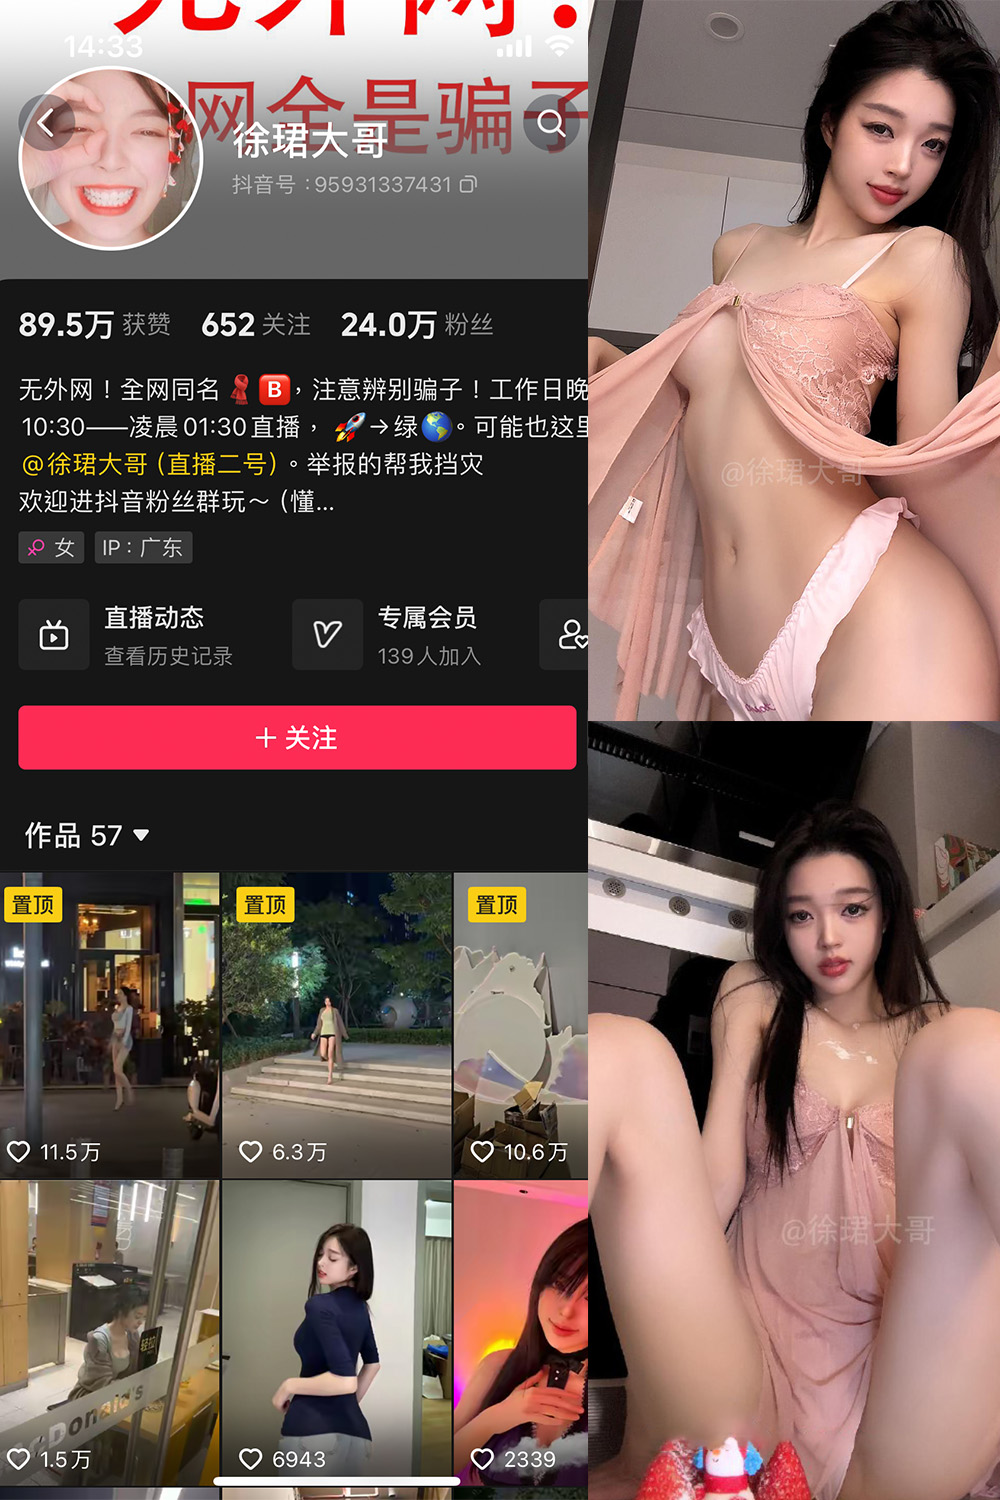 无外网！
14:33
网全是骗子
徐珺大哥
抖音号：95931337431
89.5万 获赞 652 关注 24.0万 粉丝
无外网！全网同名🧣🅱️，注意辨别骗子！工作日晚
10:30——凌晨01:30直播，🚀→绿🌎。可能也这里
@徐珺大哥（直播二号）。举报的帮我挡灾
欢迎进抖音粉丝群玩～（懂...
女 IP：广东
直播动态
查看历史记录
专属会员
139人加入
＋关注
作品 57
置顶
置顶
置顶
11.5万
6.3万
10.6万
McDonald's
1.5万
6943
2339
@徐珺大哥
@徐珺大哥